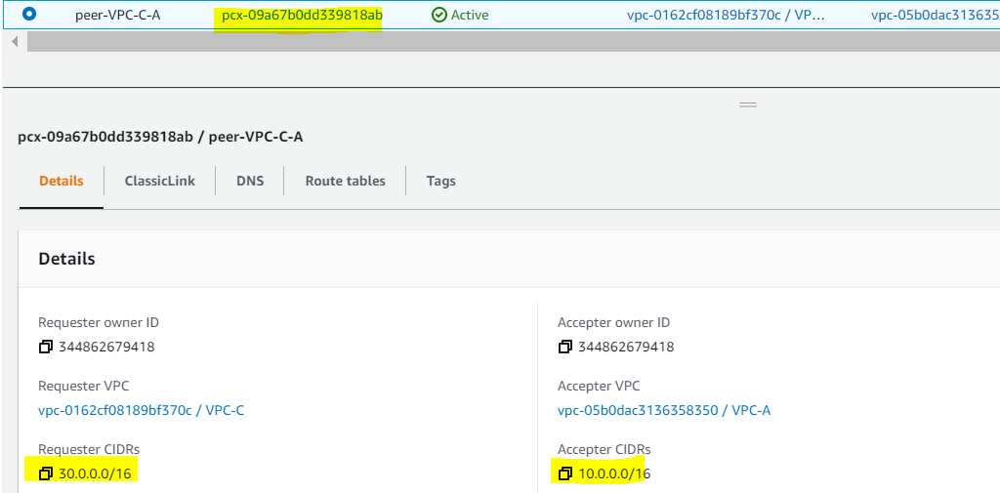 peer-VPC-C-A pcx-09a67b0dd339818ab Active vpc-0162cf08189bf370c / VP... vpc-05b0dac3136358
pcx-09a67b0dd339818ab / peer-VPC-C-A
Details ClassicLink DNS Route tables Tags
Details
Requester owner ID Accepter owner ID
344862679418 344862679418
Requester VPC Accepter VPC
vpc-0162cf08189bf370c / VPC-C vpc-05b0dac3136358350 / VPC-A
Requester CIDRs Accepter CIDRs
30.0.0.0/16 10.0.0.0/16